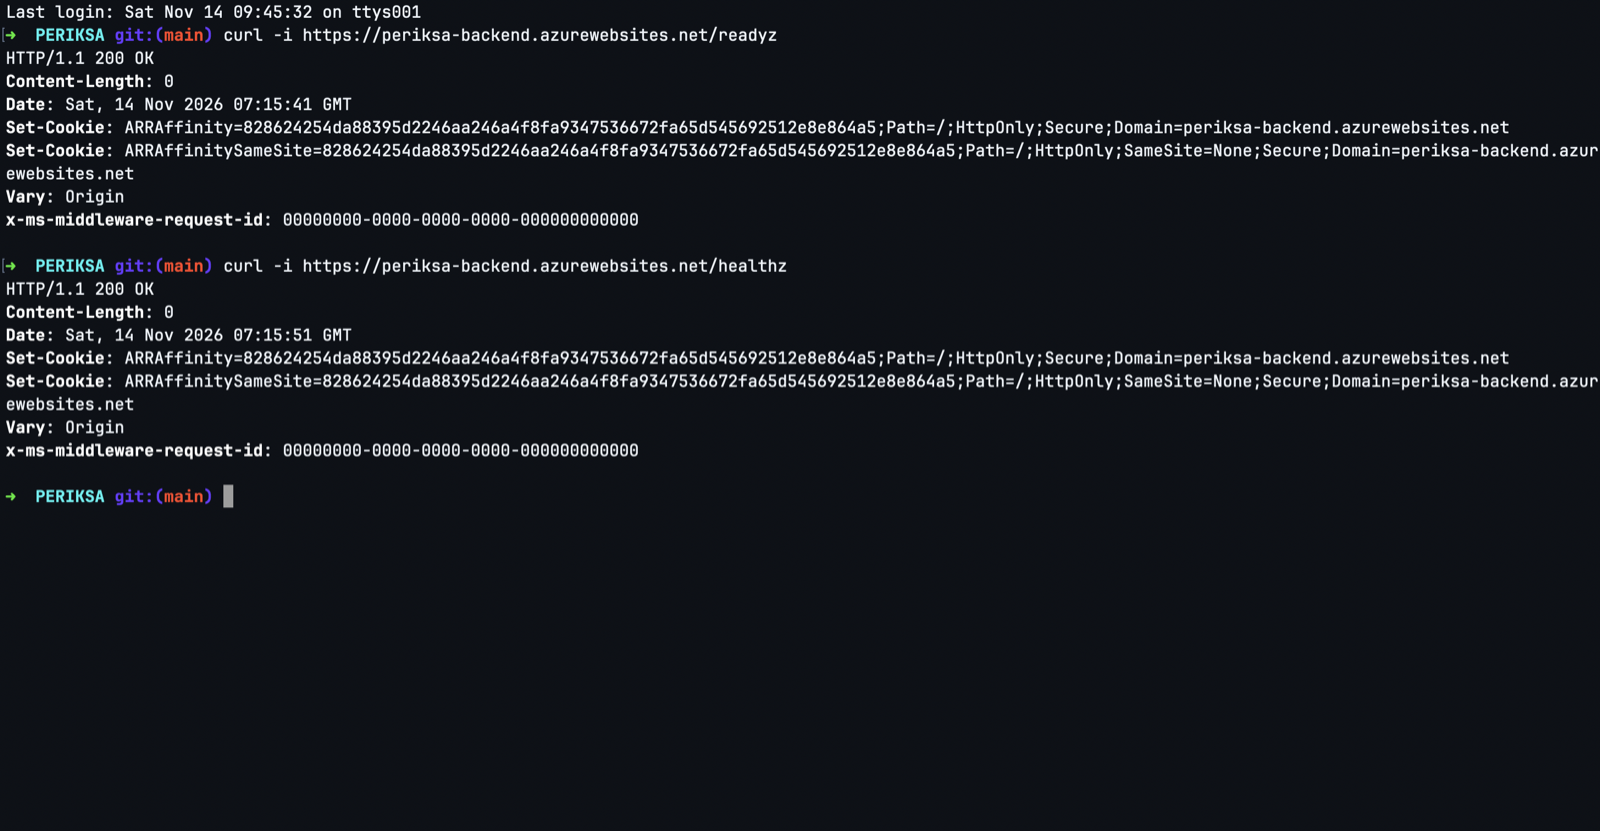 Last login: Sat Nov 14 09:45:32 on ttys001
[➜  PERIKSA git:(main) curl -i https://periksa-backend.azurewebsites.net/readyz
HTTP/1.1 200 OK
Content-Length: 0
Date: Sat, 14 Nov 2026 07:15:41 GMT
Set-Cookie: ARRAffinity=828624254da88395d2246aa246a4f8fa9347536672fa65d545692512e8e864a5;Path=/;HttpOnly;Secure;Domain=periksa-backend.azurewebsites.net
Set-Cookie: ARRAffinitySameSite=828624254da88395d2246aa246a4f8fa9347536672fa65d545692512e8e864a5;Path=/;HttpOnly;SameSite=None;Secure;Domain=periksa-backend.azur
ewebsites.net
Vary: Origin
x-ms-middleware-request-id: 00000000-0000-0000-0000-000000000000
[➜  PERIKSA git:(main) curl -i https://periksa-backend.azurewebsites.net/healthz
HTTP/1.1 200 OK
Content-Length: 0
Date: Sat, 14 Nov 2026 07:15:51 GMT
Set-Cookie: ARRAffinity=828624254da88395d2246aa246a4f8fa9347536672fa65d545692512e8e864a5;Path=/;HttpOnly;Secure;Domain=periksa-backend.azurewebsites.net
Set-Cookie: ARRAffinitySameSite=828624254da88395d2246aa246a4f8fa9347536672fa65d545692512e8e864a5;Path=/;HttpOnly;SameSite=None;Secure;Domain=periksa-backend.azur
ewebsites.net
Vary: Origin
x-ms-middleware-request-id: 00000000-0000-0000-0000-000000000000
➜  PERIKSA git:(main)